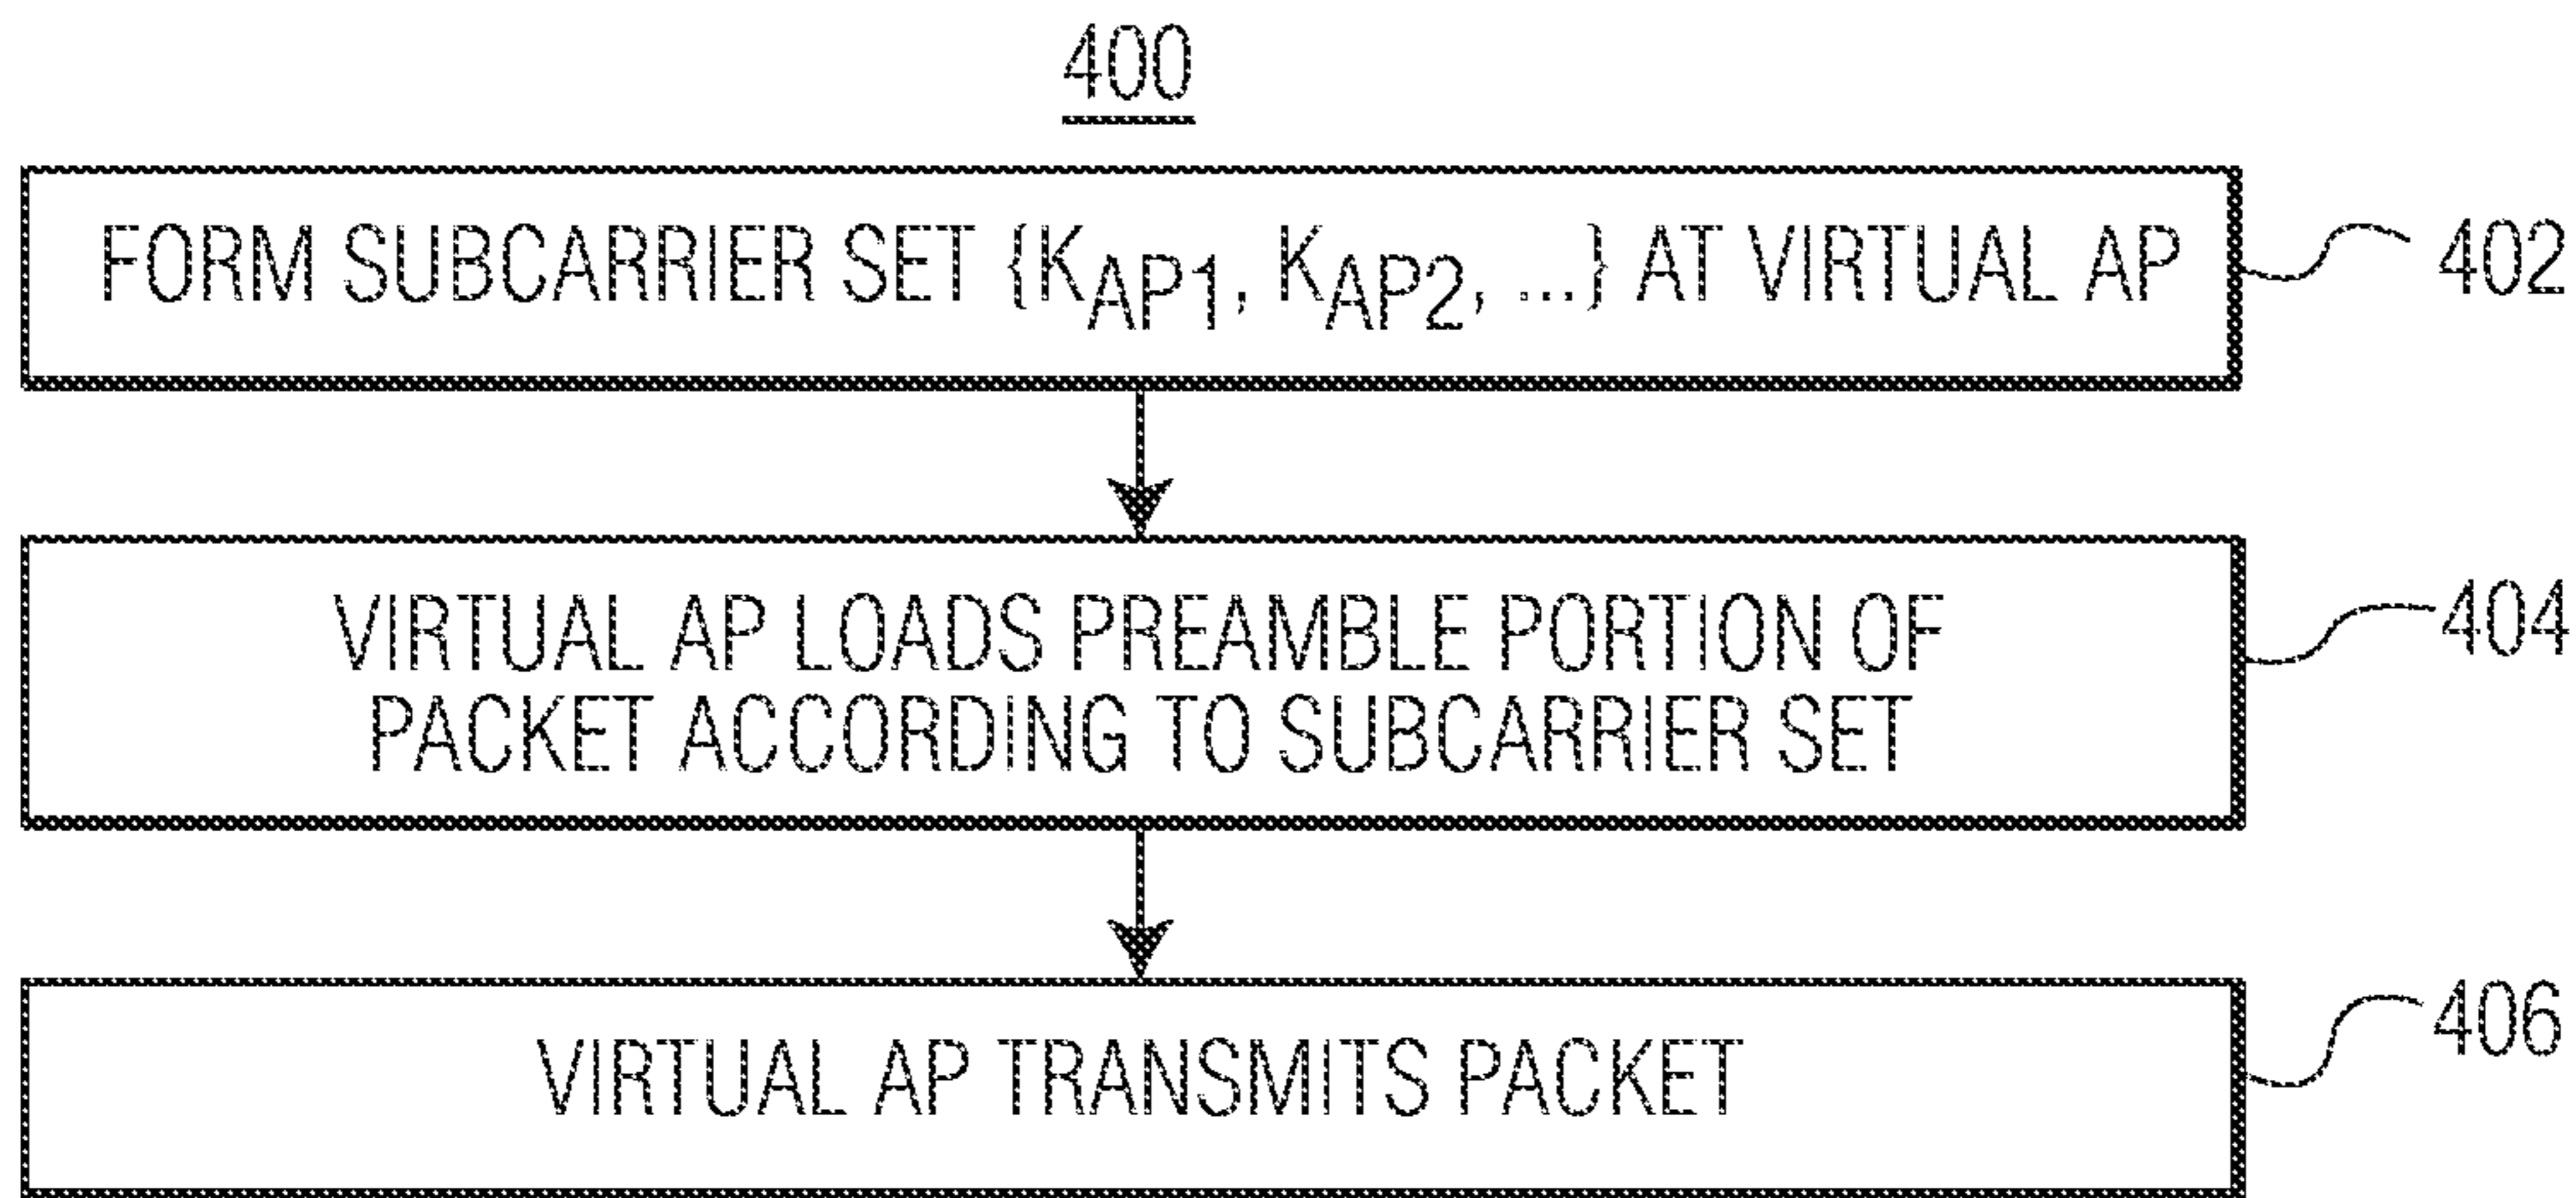 400
FORM SUBCARRIER SET {KAP1, KAP2, ...} AT VIRTUAL AP
402
VIRTUAL AP LOADS PREAMBLE PORTION OF
PACKET ACCORDING TO SUBCARRIER SET
404
VIRTUAL AP TRANSMITS PACKET
406